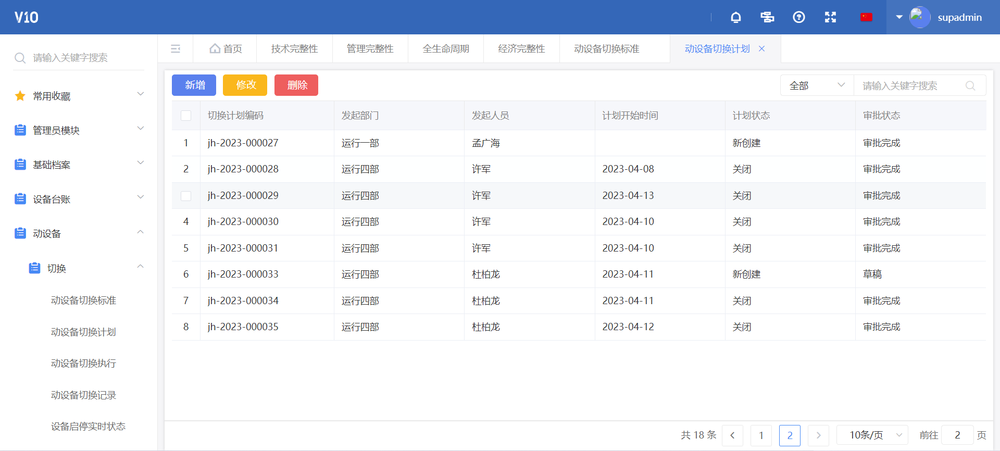 V10
supadmin
请输入关键字搜索
常用收藏
管理员模块
基础档案
设备台账
动设备
切换
动设备切换标准
动设备切换计划
动设备切换执行
动设备切换记录
设备启停实时状态
首页 技术完整性 管理完整性 全生命周期 经济完整性 动设备切换标准 动设备切换计划
新增 修改 删除 全部 请输入关键字搜索
切换计划编码 发起部门 发起人员 计划开始时间 计划状态 审批状态
1 jh-2023-000027 运行一部 孟广海 新创建 审批完成
2 jh-2023-000028 运行四部 许军 2023-04-08 关闭 审批完成
jh-2023-000029 运行四部 许军 2023-04-13 关闭 审批完成
4 jh-2023-000030 运行四部 许军 2023-04-10 关闭 审批完成
5 jh-2023-000031 运行四部 许军 2023-04-10 关闭 审批完成
6 jh-2023-000033 运行四部 杜柏龙 2023-04-11 新创建 草稿
7 jh-2023-000034 运行四部 杜柏龙 2023-04-11 关闭 审批完成
8 jh-2023-000035 运行四部 杜柏龙 2023-04-12 关闭 审批完成
共 18 条 1 2 10条/页 前往 2 页